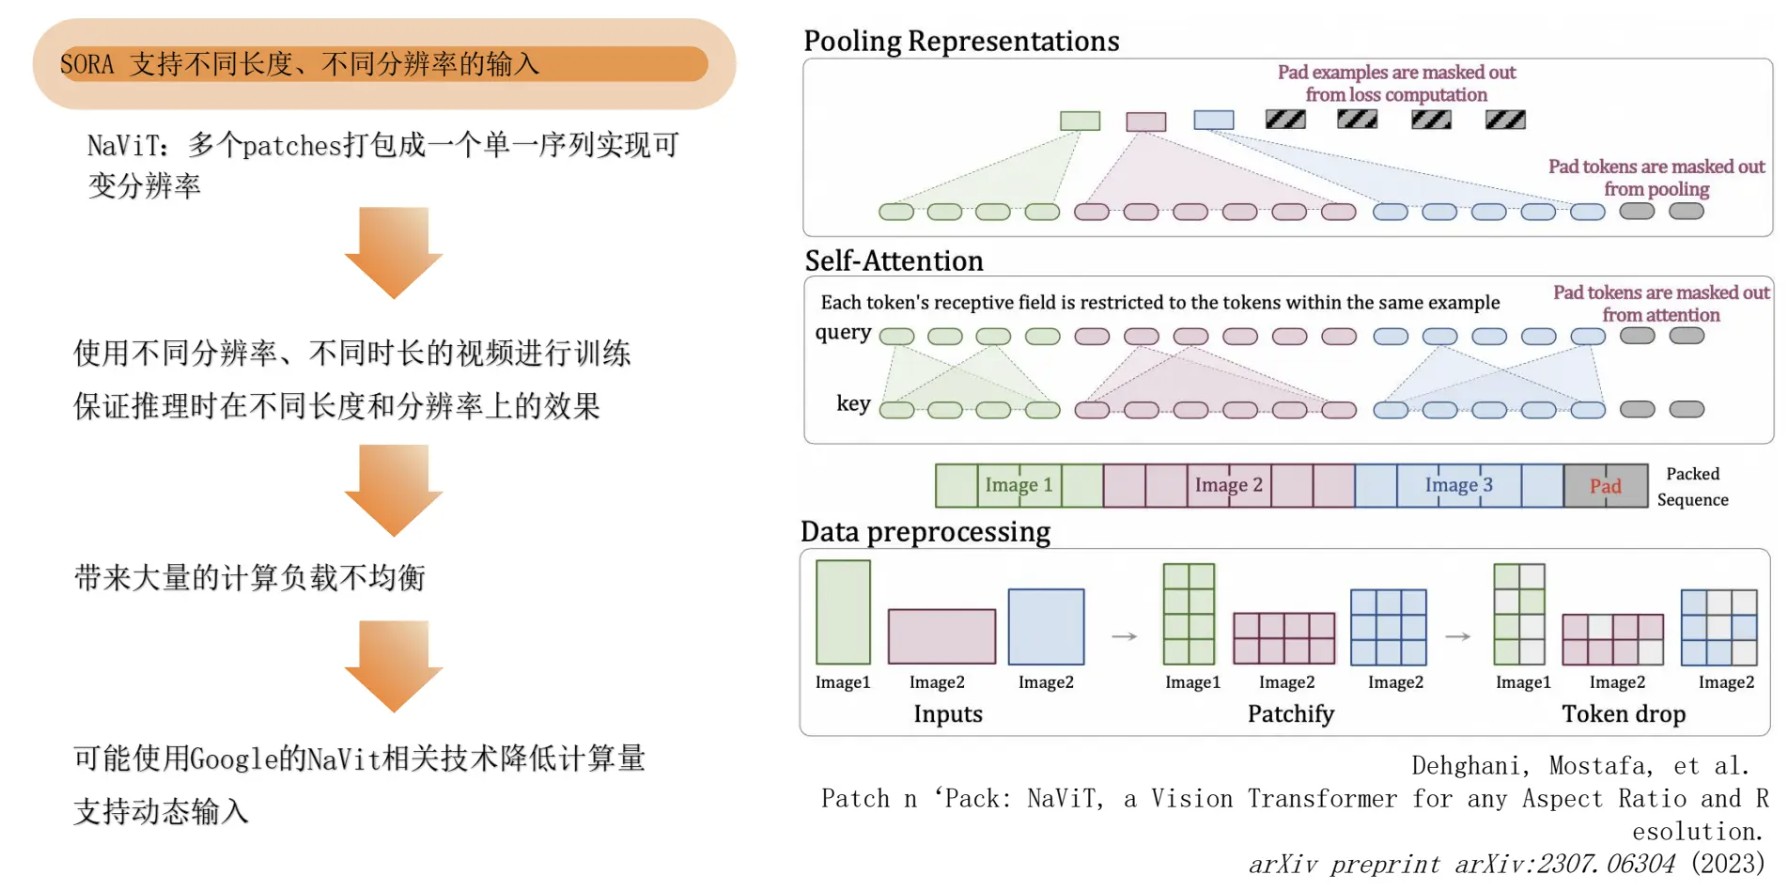 SORA 支持不同长度、不同分辨率的输入
NaViT: 多个patches打包成一个单一序列实现可
变分辨率
使用不同分辨率、不同时长的视频进行训练
保证推理时在不同长度和分辨率上的效果
带来大量的计算负载不均衡
可能使用Google的NaVit相关技术降低计算量
支持动态输入
Pooling Representations
Pad examples are masked out
from loss computation
Pad tokens are masked out
from pooling
Self-Attention
Each token's receptive field is restricted to the tokens within the same example
Pad tokens are masked out
from attention
query
key
Image 1 Image 2 Image 3 Pad
Packed
Sequence
Data preprocessing
Image1 Image2 Image2 Image1 Image2 Image2 Image1 Image2 Image2
Inputs Patchify Token drop
Dehghani, Mostafa, et al.
Patch n ‘Pack: NaViT, a Vision Transformer for any Aspect Ratio and R
esolution.
arXiv preprint arXiv:2307.06304 (2023)